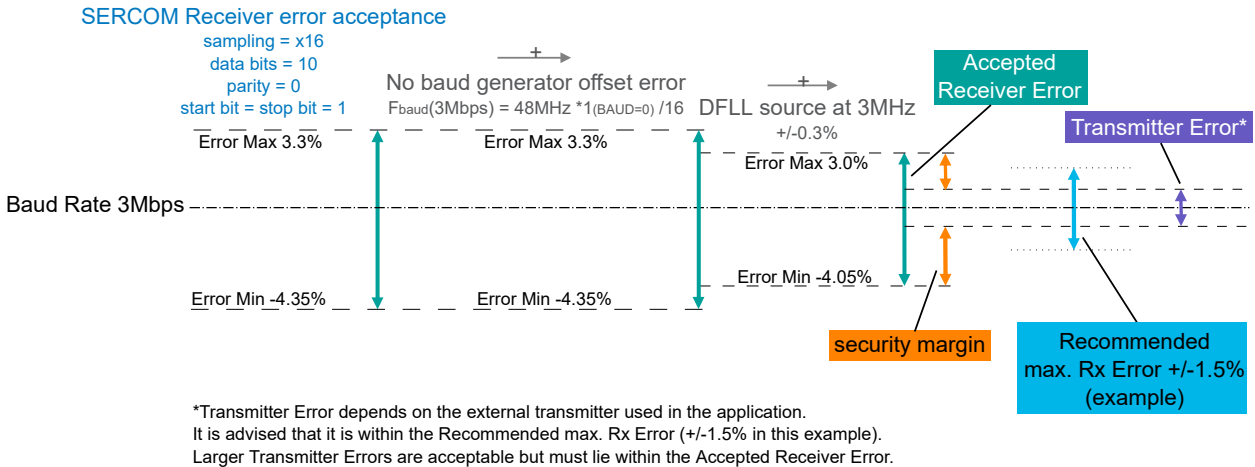 SERCOM Receiver error acceptance
sampling = x16
data bits = 10
parity = 0
start bit = stop bit = 1
+
No baud generator offset error
Fbaud(3Mbps) = 48MHz *1(BAUD=0) /16
+
DFLL source at 3MHz
+/-0.3%
Accepted
Receiver Error
Transmitter Error*
Error Max 3.3%
Error Max 3.3%
Error Max 3.0%
Baud Rate 3Mbps
Error Min -4.35%
Error Min -4.35%
Error Min -4.05%
security margin
Recommended
max. Rx Error +/-1.5%
(example)
*Transmitter Error depends on the external transmitter used in the application.
It is advised that it is within the Recommended max. Rx Error (+/-1.5% in this example).
Larger Transmitter Errors are acceptable but must lie within the Accepted Receiver Error.